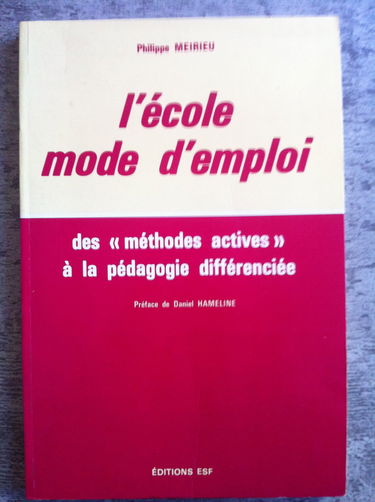 Philippe MEIRIEU
l'école
mode d'emploi
des « méthodes actives »
à la pédagogie différenciée
Préface de Daniel HAMELINE
ÉDITIONS ESF